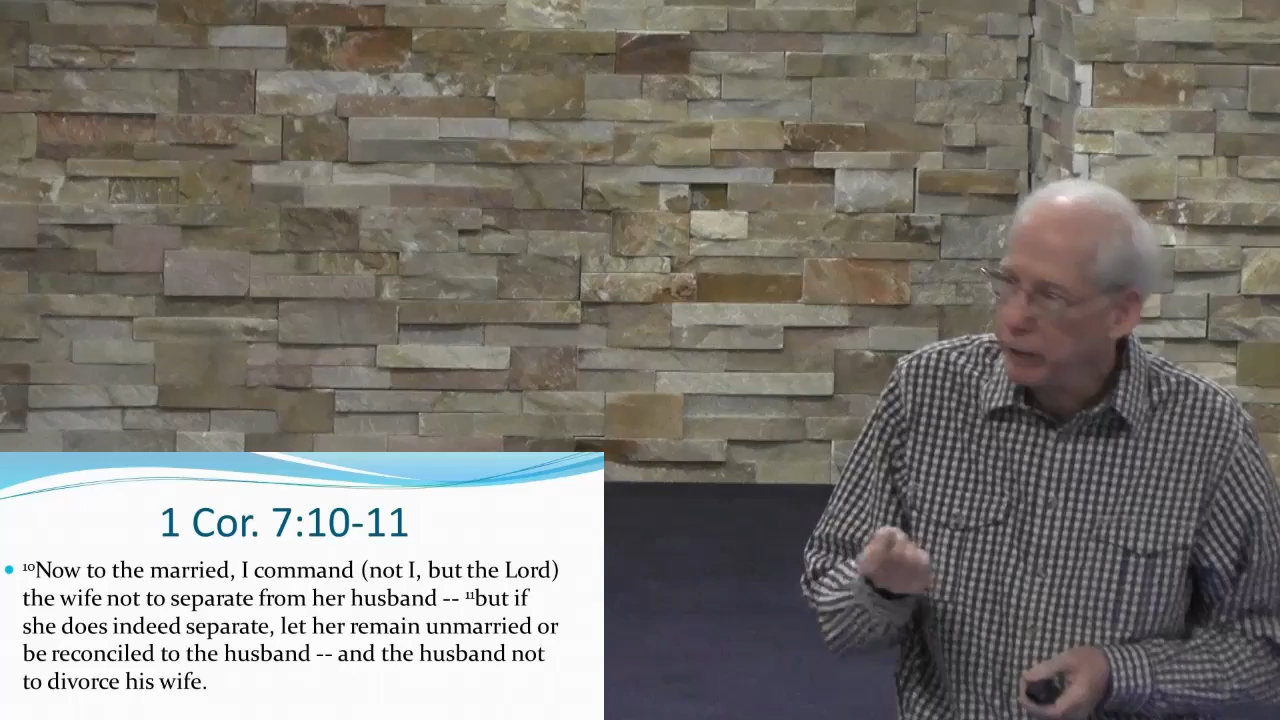 1 Cor. 7:10-11
• ¹⁰Now to the married, I command (not I, but the Lord)
the wife not to separate from her husband -- ¹¹but if
she does indeed separate, let her remain unmarried or
be reconciled to the husband -- and the husband not
to divorce his wife.